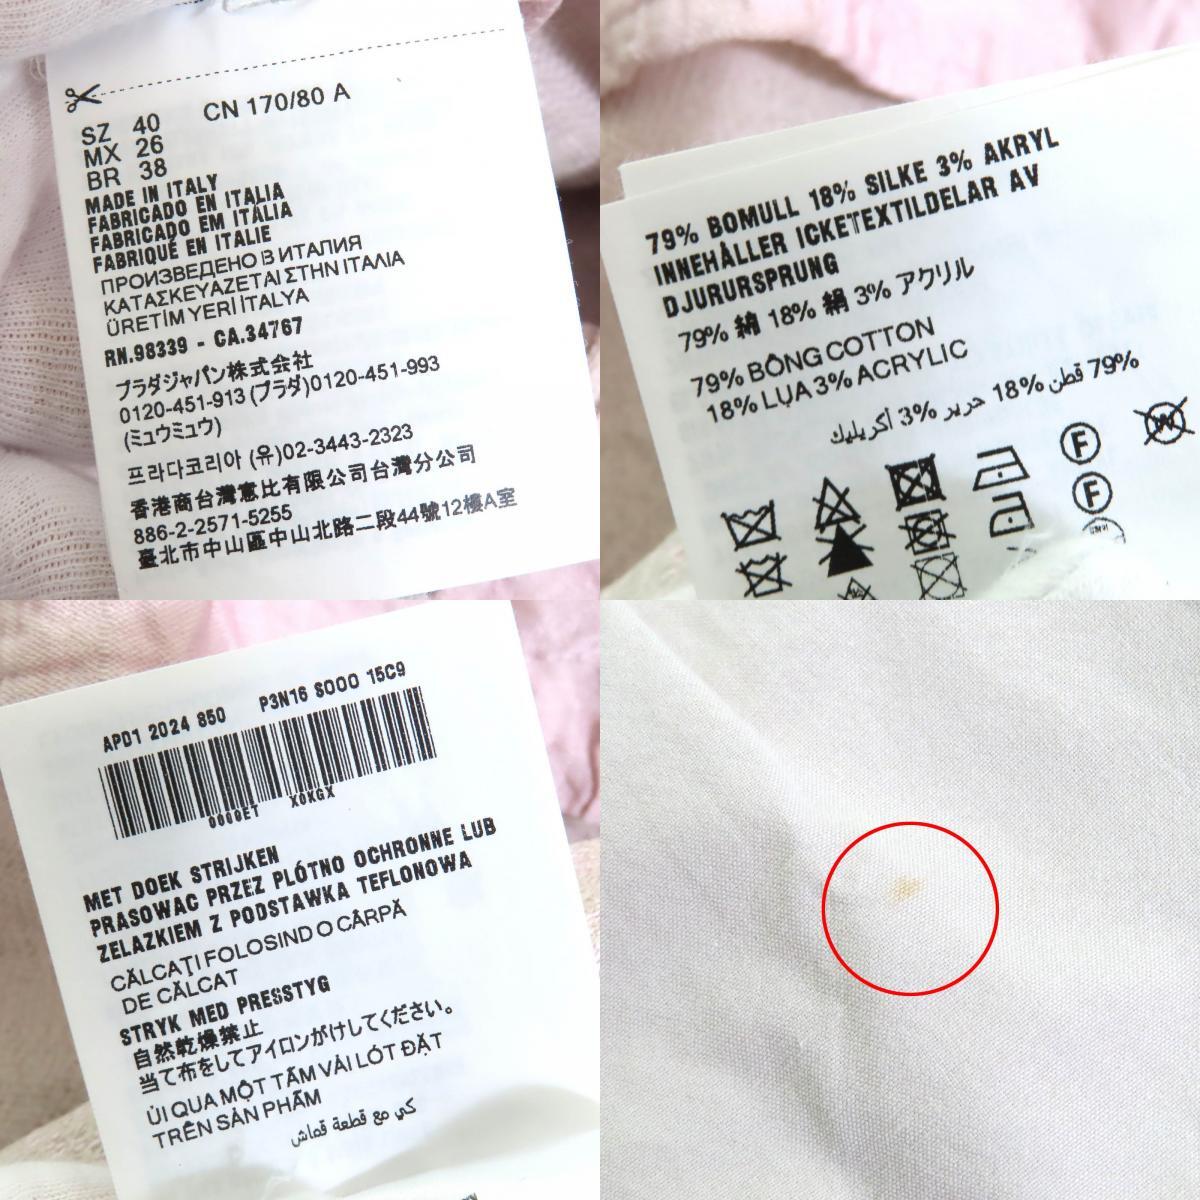 CN 170/80 A
SZ 40
MX 26
BR 38
MADE IN ITALY
FABRICADO EN ITALIA
FABRICADO EM ITÁLIA
FABRIQUÉ EN ITALIE
ПРОИЗВЕДЕНО В ИТАЛИЯ
ΚΑΤΑΣΚΕΥΑΖΕΤΑΙ ΣΤΗΝ ΙΤΑΛΙΑ
ÜRETİM YERİ İTALYA
RN.98339 - CA.34767
プラダジャパン株式会社
0120-451-913 (プラダ)0120-451-993
(ミュウミュウ)
프라다코리아 (유)02-3443-2323
香港商台灣惠比有限公司台灣分公司
886-2-2571-5255
臺北市中山區中山北路二段44號12樓A室
79% BOMULL 18% SILKE 3% AKRYL
INNEHÅLLER ICKETEXTILDELAR AV
DJURURSPRUNG
79% 綿 18% 絹 3% アクリル
79% BÔNG COTTON
18% LỤA 3% ACRYLIC
79% قطن 18% حرير 3% أكريليك
W
F
F
APD1 2024 850 P3N16 S000 15C9
0000ET X0KGX
MET DOEK STRIJKEN
PRASOWAC PRZEZ PLÓTNO OCHRONNE LUB
ZELAZKIEM Z PODSTAWKA TEFLONOWA
CĂLCAȚI FOLOSIND O CÂRPĂ
DE CĂLCAT
STRYK MED PRESSTYG
自然乾燥禁止
当て布をしてアイロンがけしてください。
ỦI QUA MỘT TẤM VẢI LÓT ĐẶT
TRÊN SẢN PHẨM
كي مع قطعة قماش